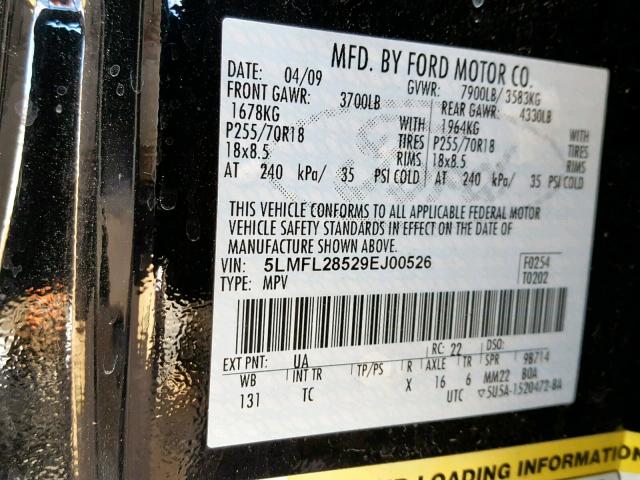 MFD. BY FORD MOTOR CO.
DATE: 04/09 GVWR: 7900LB/ 3583KG
FRONT GAWR: 3700LB REAR GAWR: 4330LB
1678KG WITH 1964KG WITH
P255/70R18 TIRES P255/70R18 TIRES
18x8.5 RIMS 18x8.5 RIMS
AT 240 kPa/ 35 PSI COLD AT 240 kPa/ 35 PSI COLD
THIS VEHICLE CONFORMS TO ALL APPLICABLE FEDERAL MOTOR
VEHICLE SAFETY STANDARDS IN EFFECT ON THE DATE OF
MANUFACTURE SHOWN ABOVE.
VIN: 5LMFL28529EJ00526 F0254
TYPE: MPV T0202
EXT PNT: UA RC: 22 DSO:
WB INT TR TP/PS R AXLE TR SPR 9B714
131 TC X 16 6 MM22 BOA
UTC ▽5U5A-1520472-BA
LOADING INFORMATION